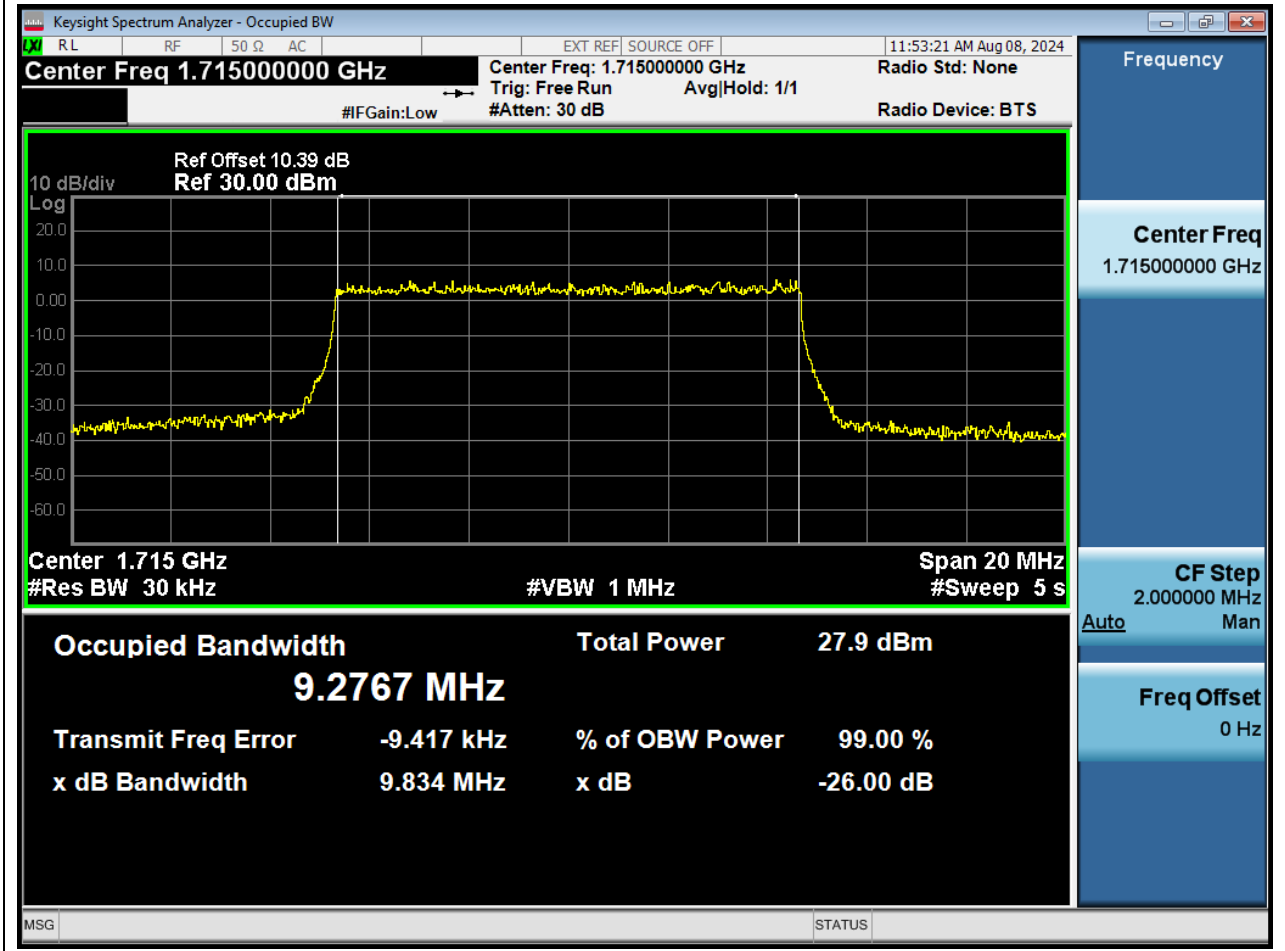 Keysight Spectrum Analyzer - Occupied BW
LXI RL RF 50 Ω AC EXT REF SOURCE OFF 11:53:21 AM Aug 08, 2024
Center Freq 1.715000000 GHz Center Freq: 1.715000000 GHz Radio Std: None
Trig: Free Run Avg|Hold: 1/1
#IFGain:Low #Atten: 30 dB Radio Device: BTS
Ref Offset 10.39 dB
10 dB/div Ref 30.00 dBm
Log
20.0
10.0
0.00
-10.0
-20.0
-30.0
-40.0
-50.0
-60.0
Center 1.715 GHz Span 20 MHz
#Res BW 30 kHz #VBW 1 MHz #Sweep 5 s
Occupied Bandwidth Total Power 27.9 dBm
9.2767 MHz
Transmit Freq Error -9.417 kHz % of OBW Power 99.00 %
x dB Bandwidth 9.834 MHz x dB -26.00 dB
Frequency
Center Freq
1.715000000 GHz
CF Step
2.000000 MHz
Auto Man
Freq Offset
0 Hz
MSG STATUS